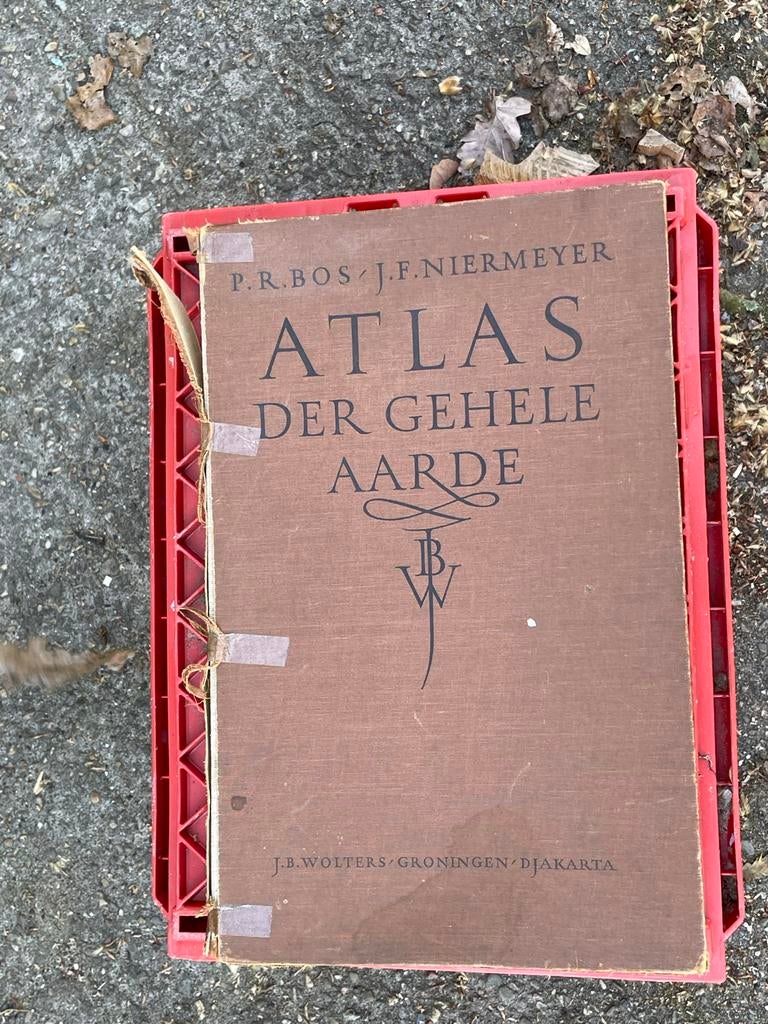 P.R.BOS ⸍ J.F.NIERMEYER
ATLAS
DER GEHELE
AARDE
JBW
J.B.WOLTERS ⸍ GRONINGEN ⸍ DJAKARTA